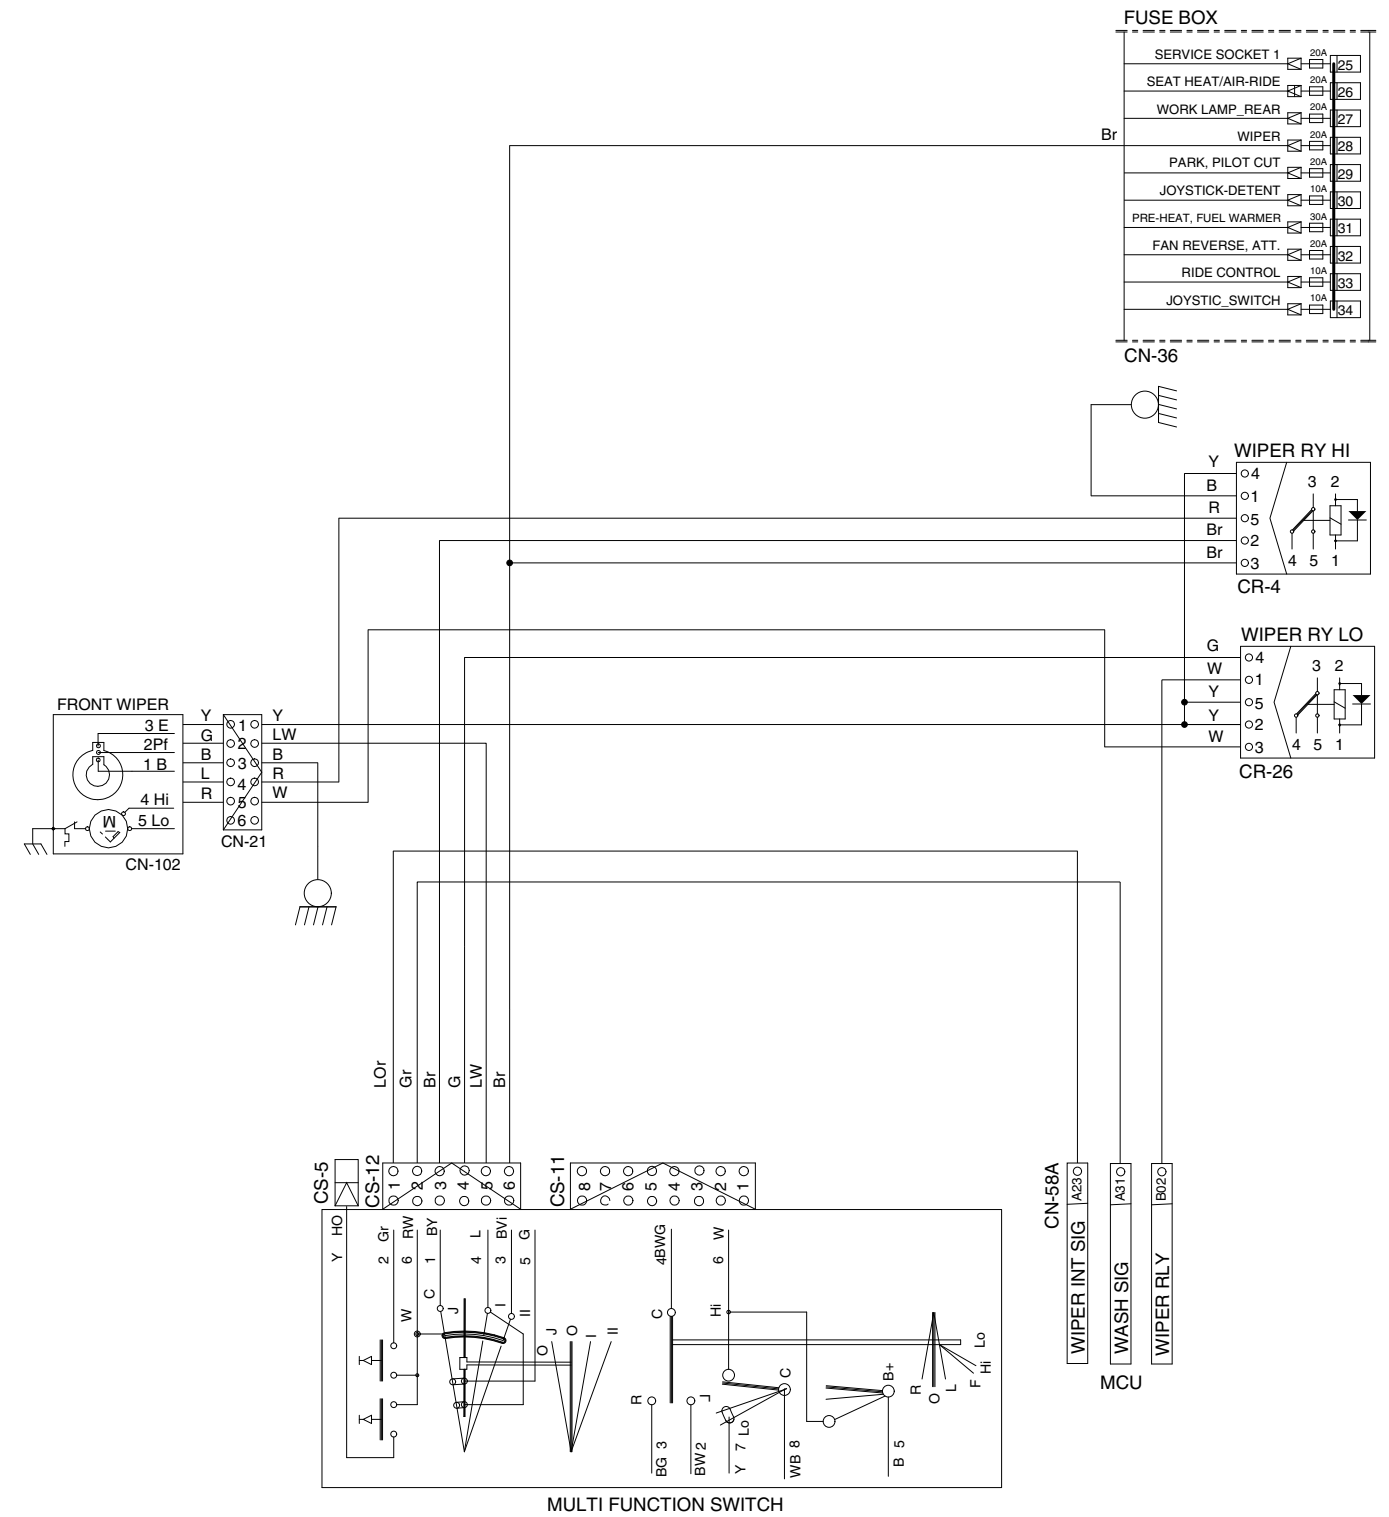 FUSE BOX
SERVICE SOCKET 1 20A 25
SEAT HEAT/AIR-RIDE 20A 26
WORK LAMP_REAR 20A 27
Br WIPER 20A 28
PARK, PILOT CUT 20A 29
JOYSTICK-DETENT 10A 30
PRE-HEAT, FUEL WARMER 30A 31
FAN REVERSE, ATT. 20A 32
RIDE CONTROL 10A 33
JOYSTIC_SWITCH 10A 34
CN-36
WIPER RY HI
Y 4
B 1
R 5
Br 2
Br 3
3 2
4 5 1
CR-4
WIPER RY LO
G 4
W 1
Y 5
Y 2
W 3
3 2
4 5 1
CR-26
FRONT WIPER
3 E Y 1 Y
2Pf G 2 LW
1 B B 3 B
L 4 R
4 Hi R 5 W
5 Lo 6
M
CN-102
CN-21
LOr Gr Br G LW Br
CS-5
CS-12
1 2 3 4 5 6
CS-11
8 7 6 5 4 3 2 1
CN-58A
A23 A31 B02
WIPER INT SIG
WASH SIG
WIPER RLY
MCU
Y HO
2 Gr
6 RW
1 BY
4 L
3 BVi
5 G
W C J I II
O J O I II
4BWG
6 W
C Hi
R J
Lo C B+
R O L F Hi Lo
BG 3
BW 2
Y 7
WB 8
B 5
MULTI FUNCTION SWITCH